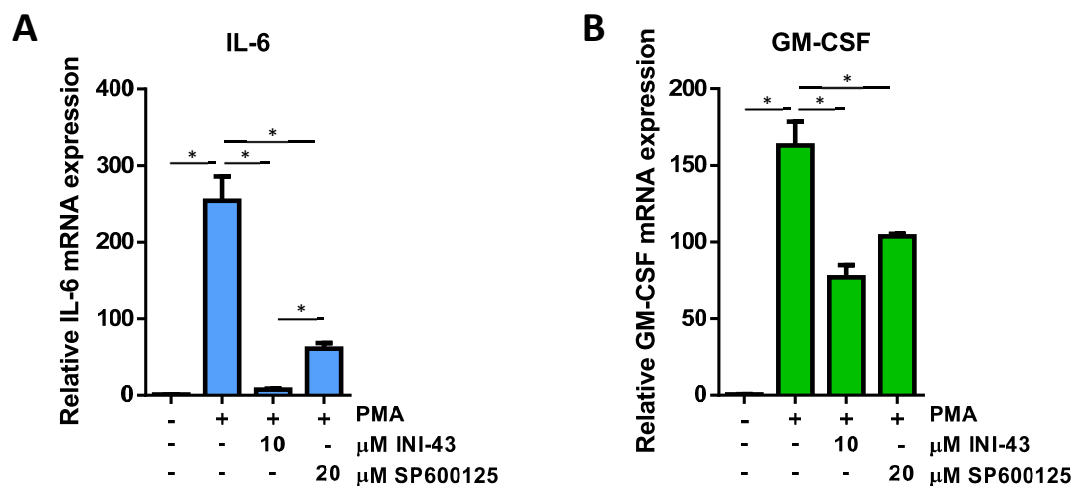 A
IL-6
Relative IL-6 mRNA expression
400
300
200
100
0
* * *
*
- + + + PMA
- - 10 - μM INI-43
- - - 20 μM SP600125
B
GM-CSF
Relative GM-CSF mRNA expression
200
150
100
50
0
* * *
- + + + PMA
- - 10 - μM INI-43
- - - 20 μM SP600125